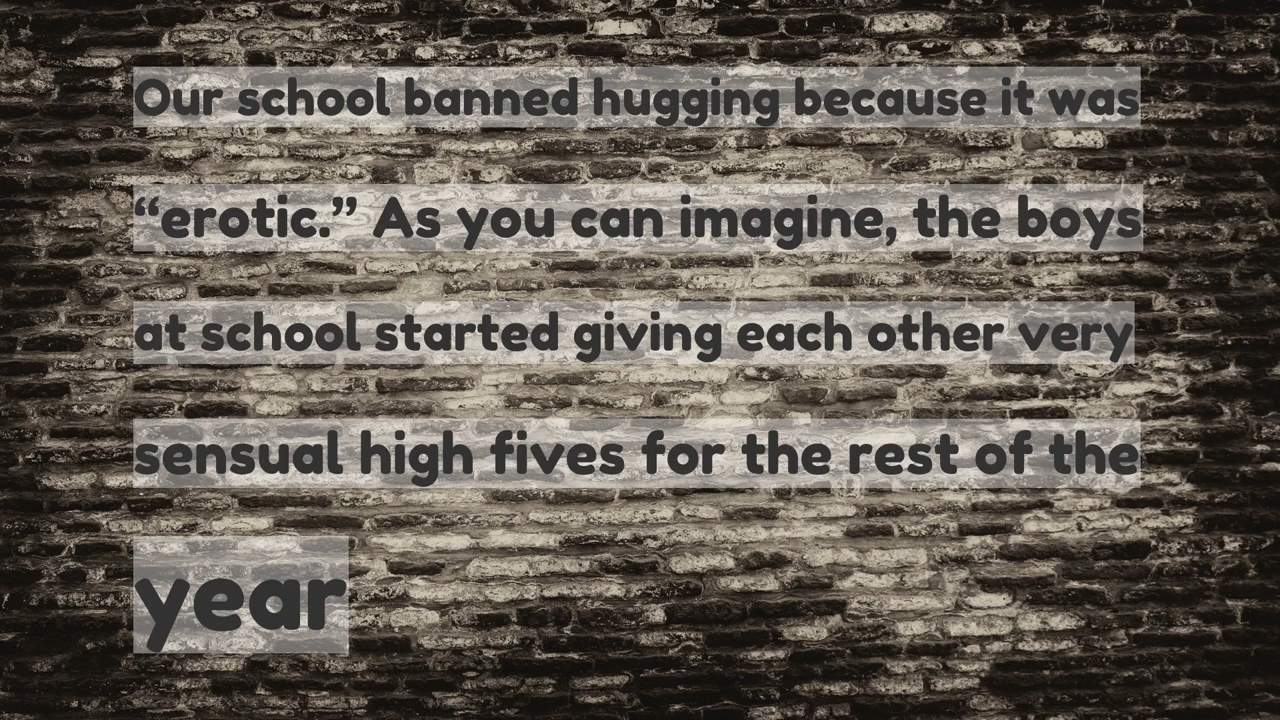 Our school banned hugging because it was
“erotic.” As you can imagine, the boys
at school started giving each other very
sensual high fives for the rest of the
year